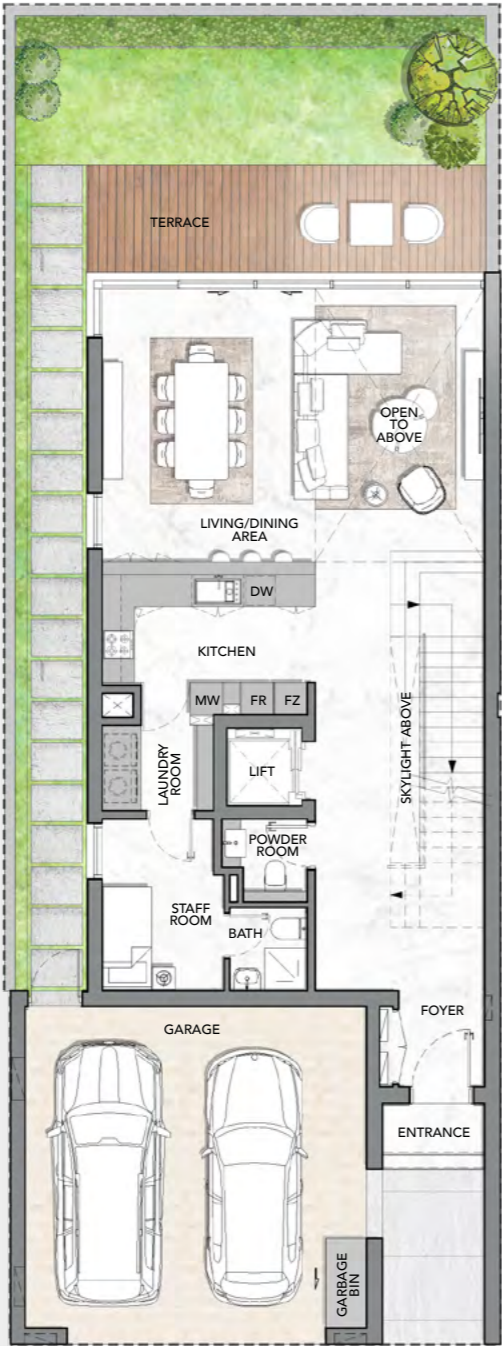 TERRACE
OPEN
TO
ABOVE
LIVING/DINING
AREA
DW
KITCHEN
MW
FR
FZ
LAUNDRY
ROOM
LIFT
SKYLIGHT ABOVE
POWDER
ROOM
STAFF
ROOM
BATH
FOYER
GARAGE
ENTRANCE
GARBAGE
BIN